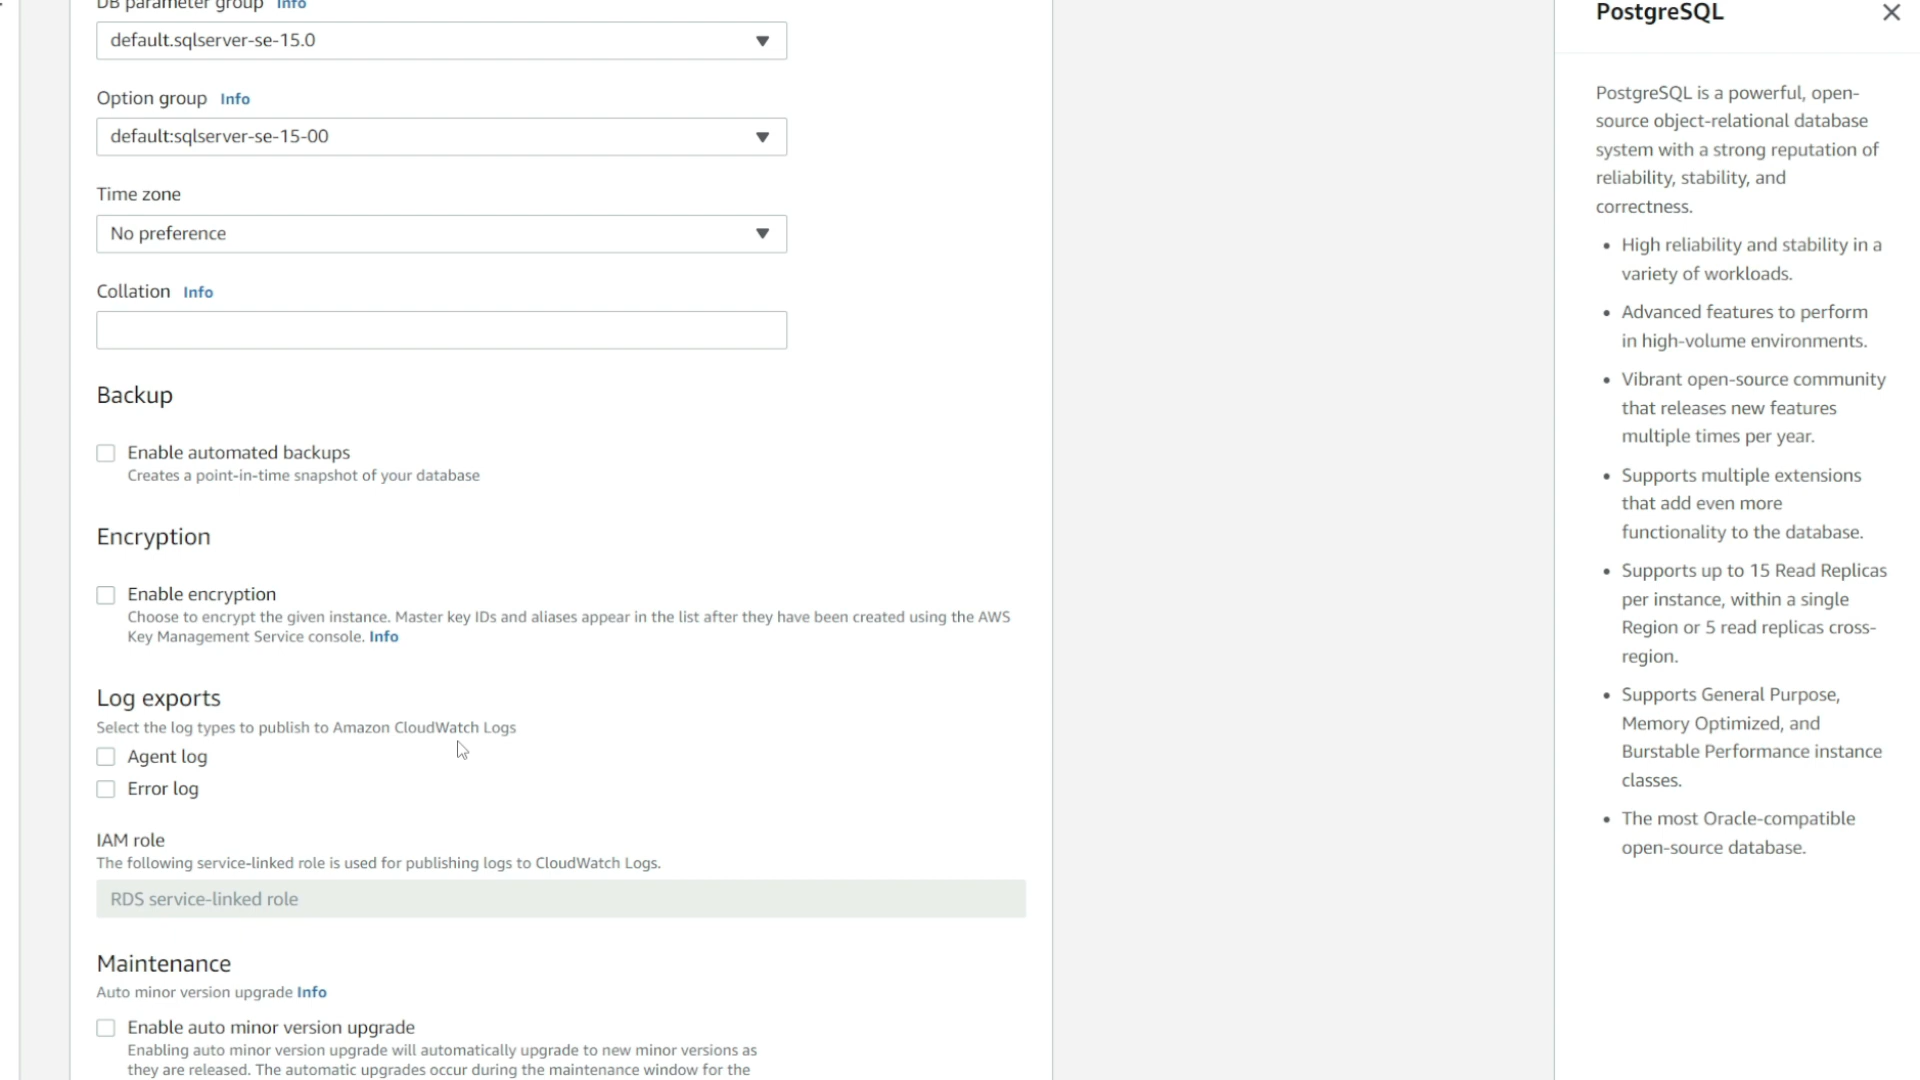 DB parameter group Info
default.sqlserver-se-15.0
Option group Info
default:sqlserver-se-15-00
Time zone
No preference
Collation Info
Backup
Enable automated backups
Creates a point-in-time snapshot of your database
Encryption
Enable encryption
Choose to encrypt the given instance. Master key IDs and aliases appear in the list after they have been created using the AWS
Key Management Service console. Info
Log exports
Select the log types to publish to Amazon CloudWatch Logs
Agent log
Error log
IAM role
The following service-linked role is used for publishing logs to CloudWatch Logs.
RDS service-linked role
Maintenance
Auto minor version upgrade Info
Enable auto minor version upgrade
Enabling auto minor version upgrade will automatically upgrade to new minor versions as
they are released. The automatic upgrades occur during the maintenance window for the
PostgreSQL
PostgreSQL is a powerful, open-
source object-relational database
system with a strong reputation of
reliability, stability, and
correctness.
• High reliability and stability in a
variety of workloads.
• Advanced features to perform
in high-volume environments.
• Vibrant open-source community
that releases new features
multiple times per year.
• Supports multiple extensions
that add even more
functionality to the database.
• Supports up to 15 Read Replicas
per instance, within a single
Region or 5 read replicas cross-
region.
• Supports General Purpose,
Memory Optimized, and
Burstable Performance instance
classes.
• The most Oracle-compatible
open-source database.